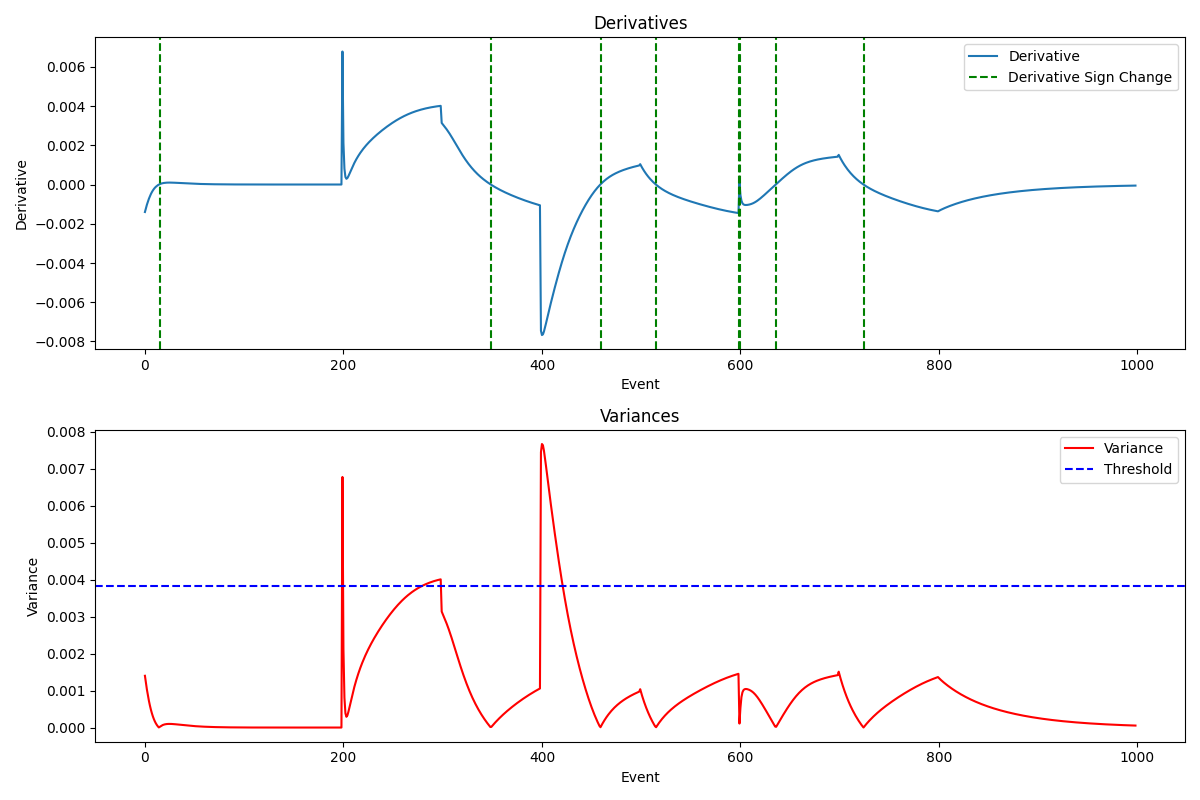 Derivatives
Derivative
Derivative Sign Change
0.006
0.004
0.002
0.000
−0.002
−0.004
−0.006
−0.008
Derivative
0 200 400 600 800 1000
Event
Variances
Variance
Threshold
0.008
0.007
0.006
0.005
0.004
0.003
0.002
0.001
0.000
Variance
0 200 400 600 800 1000
Event